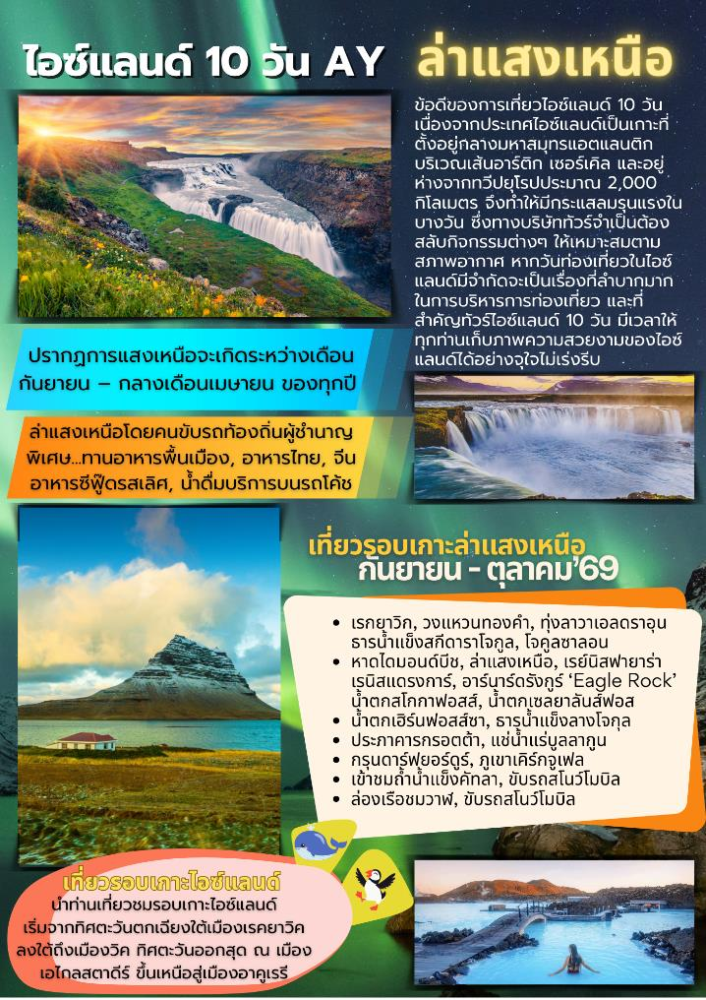 ไอซ์แลนด์ 10 วัน AY
ล่าแสงเหนือ
ข้อดีของการเที่ยวไอซ์แลนด์ 10 วัน
เนื่องจากประเทศไอซ์แลนด์เป็นเกาะที่
ตั้งอยู่กลางมหาสมุทรแอตแลนติก
บริเวณเส้นอาร์ติก เซอร์เคิล และอยู่
ห่างจากทวีปยุโรปประมาณ 2,000
กิโลเมตร จึงทำให้มีกระแสลมรุนแรงใน
บางวัน ซึ่งทางบริษัททัวร์จำเป็นต้อง
สลับกิจกรรมต่างๆ ให้เหมาะสมตาม
สภาพอากาศ หากวันท่องเที่ยวในไอซ์
แลนด์มีจำกัดจะเป็นเรื่องที่ลำบากมาก
ในการบริหารการท่องเที่ยว และที่
สำคัญทัวร์ไอซ์แลนด์ 10 วัน มีเวลาให้
ทุกท่านเก็บภาพความสวยงามของไอซ์
แลนด์ได้อย่างจุใจไม่เร่งรีบ
ปรากฏการแสงเหนือจะเกิดระหว่างเดือน
กันยายน – กลางเดือนเมษายน ของทุกปี
ล่าแสงเหนือโดยคนขับรถท้องถิ่นผู้ชำนาญ
พิเศษ...ทานอาหารพื้นเมือง, อาหารไทย, จีน
อาหารซีฟู๊ดรสเลิศ, น้ำดื่มบริการบนรถโค้ช
เที่ยวรอบเกาะล่าแสงเหนือ
กันยายน - ตุลาคม’69
• เรกยาวิก, วงแหวนทองคำ, ทุ่งลาวาเอลดราอุน
ธารน้ำแข็งสกีดาราโจกูล, โจคูลซาลอน
• หาดไดมอนด์บีช, ล่าแสงเหนือ, เรย์นิสฟายาร่า
เรนิสแดรงการ์, อาร์นาร์ดรังกูร์ ‘Eagle Rock’
น้ำตกสโกกาฟอสส์, น้ำตกเซลยาลันส์ฟอส
• น้ำตกเฮิร์นฟอสส์ซา, ธารน้ำแข็งลางโจกุล
• ประภาคารกรอตต้า, แช่น้ำแร่บูลลากูน
• กรุนดาร์ฟยอร์ดูร์, ภูเขาเคิร์กจูเฟล
• เข้าชมถ้ำน้ำแข็งคัทลา, ขับรถสโนว์โมบิล
• ล่องเรือชมวาฬ, ขับรถสโนว์โมบิล
เที่ยวรอบเกาะไอซ์แลนด์
นำท่านเที่ยวชมรอบเกาะไอซ์แลนด์
เริ่มจากทิศตะวันตกเฉียงใต้เมืองเรคยาวิค
ลงใต้ถึงเมืองวิค ทิศตะวันออกสุด ณ เมือง
เอไกลสตาดีร์ ขึ้นเหนือสู่เมืองอาคูเรรี